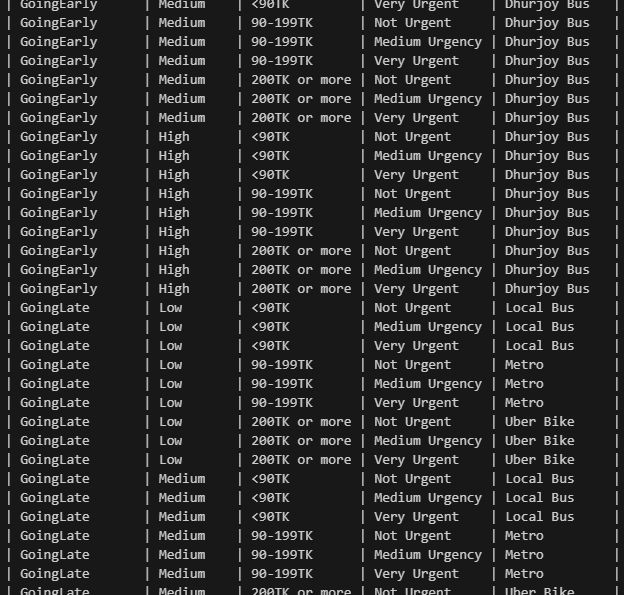 | GoingEarly | Medium | <90TK | Very Urgent | Dhurjoy Bus |
| GoingEarly | Medium | 90-199TK | Not Urgent | Dhurjoy Bus |
| GoingEarly | Medium | 90-199TK | Medium Urgency | Dhurjoy Bus |
| GoingEarly | Medium | 90-199TK | Very Urgent | Dhurjoy Bus |
| GoingEarly | Medium | 200TK or more | Not Urgent | Dhurjoy Bus |
| GoingEarly | Medium | 200TK or more | Medium Urgency | Dhurjoy Bus |
| GoingEarly | Medium | 200TK or more | Very Urgent | Dhurjoy Bus |
| GoingEarly | High | <90TK | Not Urgent | Dhurjoy Bus |
| GoingEarly | High | <90TK | Medium Urgency | Dhurjoy Bus |
| GoingEarly | High | <90TK | Very Urgent | Dhurjoy Bus |
| GoingEarly | High | 90-199TK | Not Urgent | Dhurjoy Bus |
| GoingEarly | High | 90-199TK | Medium Urgency | Dhurjoy Bus |
| GoingEarly | High | 90-199TK | Very Urgent | Dhurjoy Bus |
| GoingEarly | High | 200TK or more | Not Urgent | Dhurjoy Bus |
| GoingEarly | High | 200TK or more | Medium Urgency | Dhurjoy Bus |
| GoingEarly | High | 200TK or more | Very Urgent | Dhurjoy Bus |
| GoingLate | Low | <90TK | Not Urgent | Local Bus |
| GoingLate | Low | <90TK | Medium Urgency | Local Bus |
| GoingLate | Low | <90TK | Very Urgent | Local Bus |
| GoingLate | Low | 90-199TK | Not Urgent | Metro |
| GoingLate | Low | 90-199TK | Medium Urgency | Metro |
| GoingLate | Low | 90-199TK | Very Urgent | Metro |
| GoingLate | Low | 200TK or more | Not Urgent | Uber Bike |
| GoingLate | Low | 200TK or more | Medium Urgency | Uber Bike |
| GoingLate | Low | 200TK or more | Very Urgent | Uber Bike |
| GoingLate | Medium | <90TK | Not Urgent | Local Bus |
| GoingLate | Medium | <90TK | Medium Urgency | Local Bus |
| GoingLate | Medium | <90TK | Very Urgent | Local Bus |
| GoingLate | Medium | 90-199TK | Not Urgent | Metro |
| GoingLate | Medium | 90-199TK | Medium Urgency | Metro |
| GoingLate | Medium | 90-199TK | Very Urgent | Metro |
| GoingLate | Medium | 200TK or more | Not Urgent | Uber Bike |